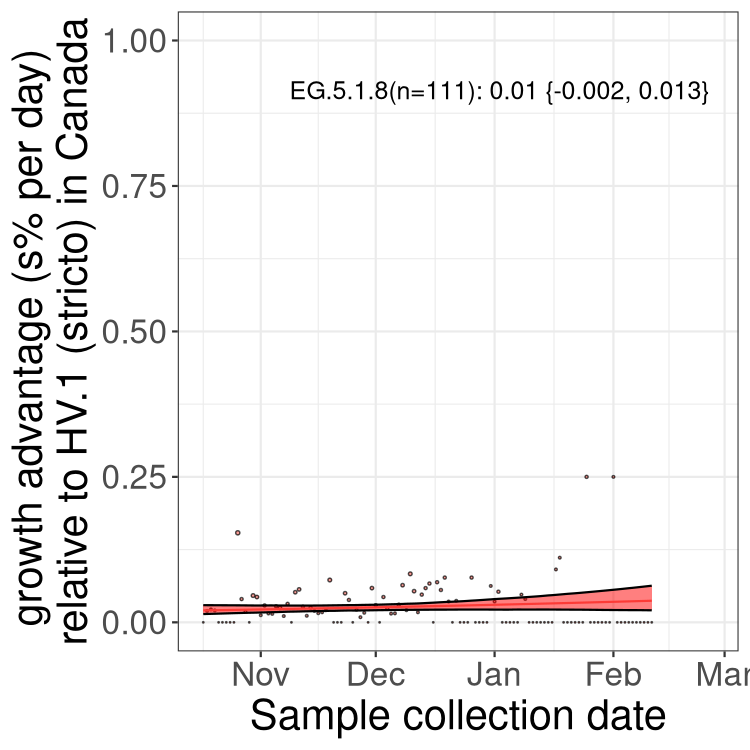 growth advantage (s% per day)
relative to HV.1 (stricto) in Canada
1.00
0.75
0.50
0.25
0.00
EG.5.1.8(n=111): 0.01 {-0.002, 0.013}
Nov Dec Jan Feb Mar
Sample collection date